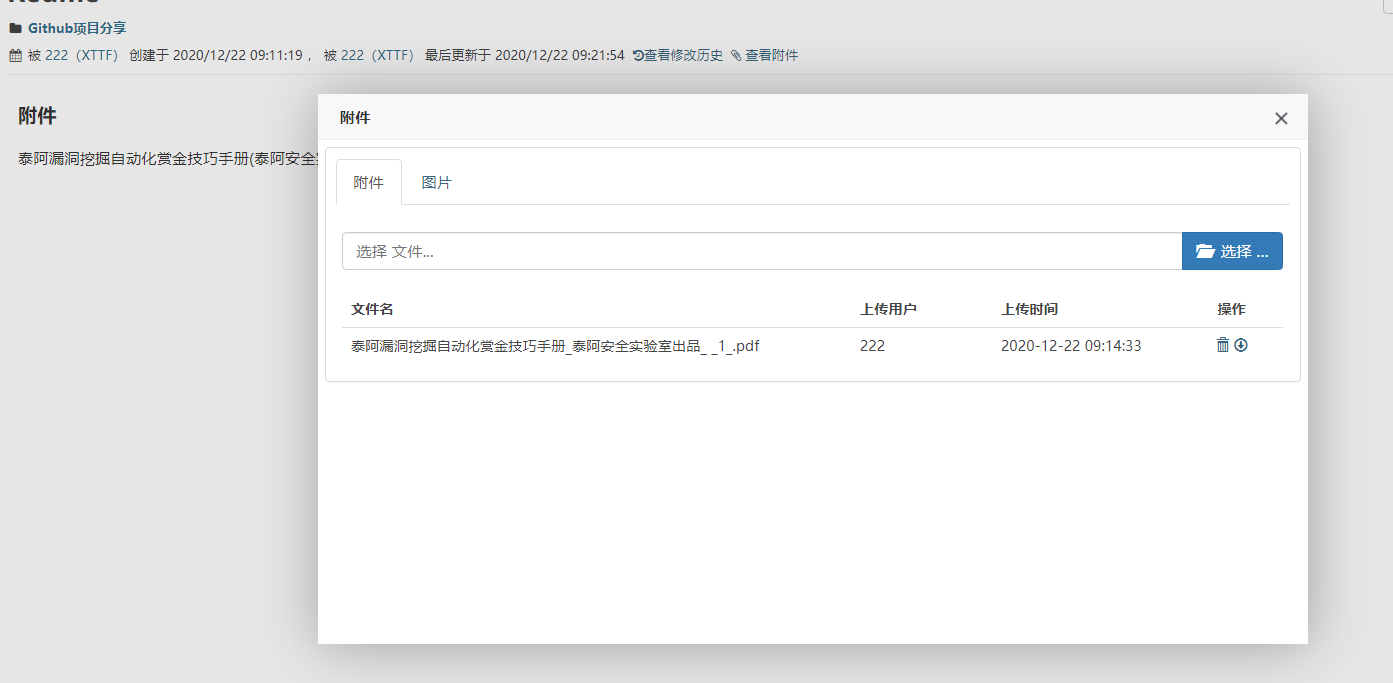 Github项目分享
被 222（XTTF） 创建于 2020/12/22 09:11:19 ， 被 222（XTTF） 最后更新于 2020/12/22 09:21:54 查看修改历史 查看附件
附件
泰阿漏洞挖掘自动化赏金技巧手册(泰阿安全
附件
附件 图片
选择 文件... 选择 ...
文件名 上传用户 上传时间 操作
泰阿漏洞挖掘自动化赏金技巧手册_泰阿安全实验室出品_ _1_.pdf 222 2020-12-22 09:14:33